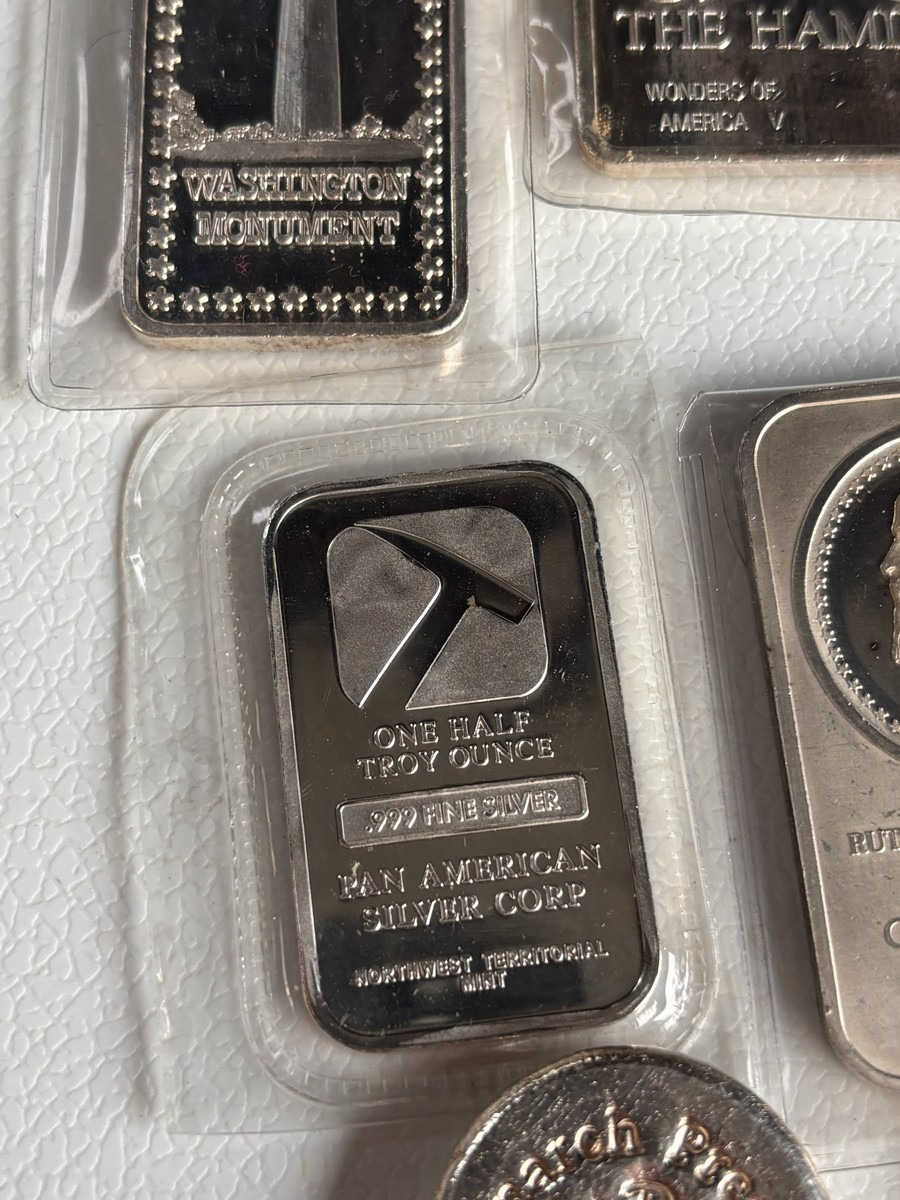 WASHINGTON
MONUMENT
THE
WONDERS OF
AMERICA V
ONE HALF
TROY OUNCE
.999 FINE SILVER
PAN AMERICAN
SILVER CORP
NORTHWEST TERRITORIAL
MINT